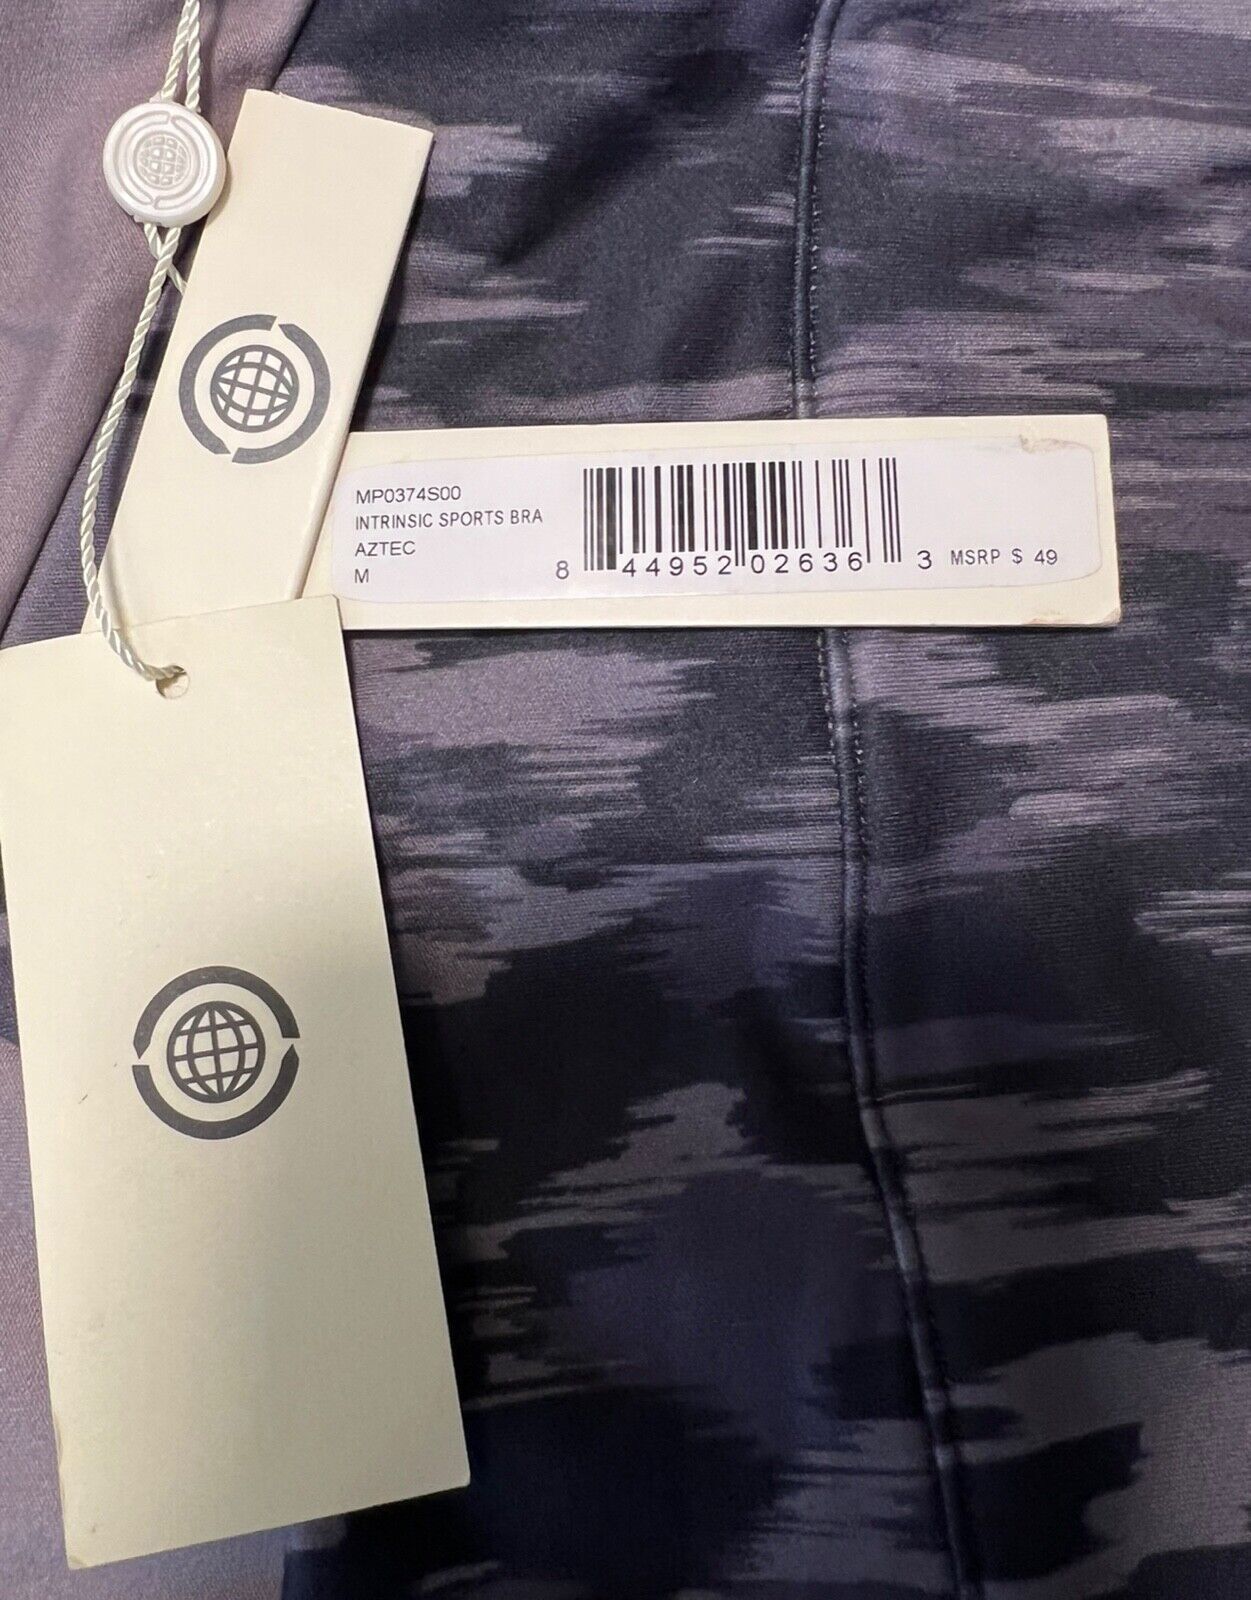 MP0374S00
INTRINSIC SPORTS BRA
AZTEC
M
8 44952 02636 3
MSRP $ 49